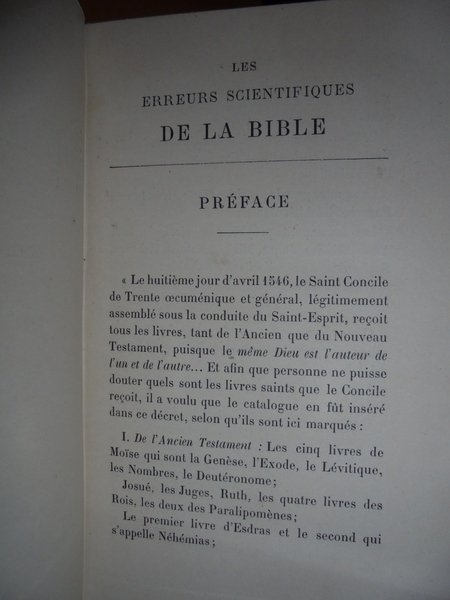 LES
ERREURS SCIENTIFIQUES
DE LA BIBLE
PRÉFACE
« Le huitième jour d'avril 1546, le Saint Concile
de Trente œcuménique et général, légitimement
assemblé sous la conduite du Saint-Esprit, reçoit
tous les livres, tant de l'Ancien que du Nouveau
Testament, puisque le même Dieu est l'auteur de
l'un et de l'autre... Et afin que personne ne puisse
douter quels sont les livres saints que le Concile
reçoit, il a voulu que le catalogue en fût inséré
dans ce décret, selon qu'ils sont ici marqués :
I. De l'Ancien Testament : Les cinq livres de
Moïse qui sont la Genèse, l'Exode, le Lévitique,
les Nombres, le Deutéronome;
Josué, les Juges, Ruth, les quatre livres des
Rois, les deux des Paralipomènes;
Le premier livre d'Esdras et le second qui
s'appelle Néhémias;